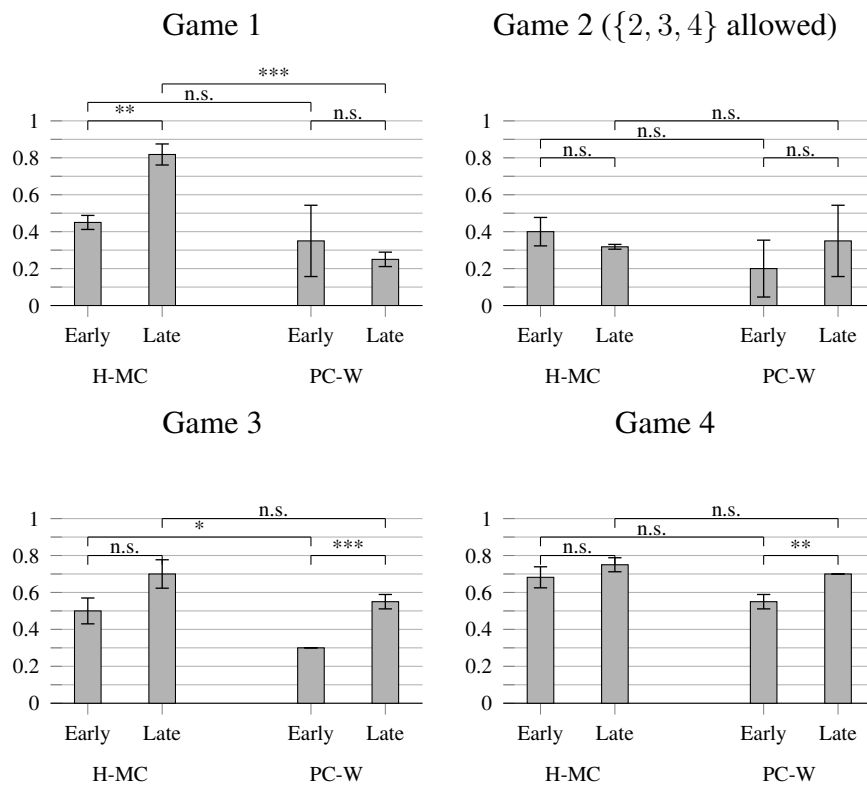 Game 1
***
n.s.
**
n.s.
1
0.8
0.6
0.4
0.2
0
Early Late Early Late
H-MC PC-W
Game 2 ({2, 3, 4} allowed)
n.s.
n.s.
n.s.
n.s.
1
0.8
0.6
0.4
0.2
0
Early Late Early Late
H-MC PC-W
Game 3
n.s.
*
n.s.
***
1
0.8
0.6
0.4
0.2
0
Early Late Early Late
H-MC PC-W
Game 4
n.s.
n.s.
n.s.
**
1
0.8
0.6
0.4
0.2
0
Early Late Early Late
H-MC PC-W